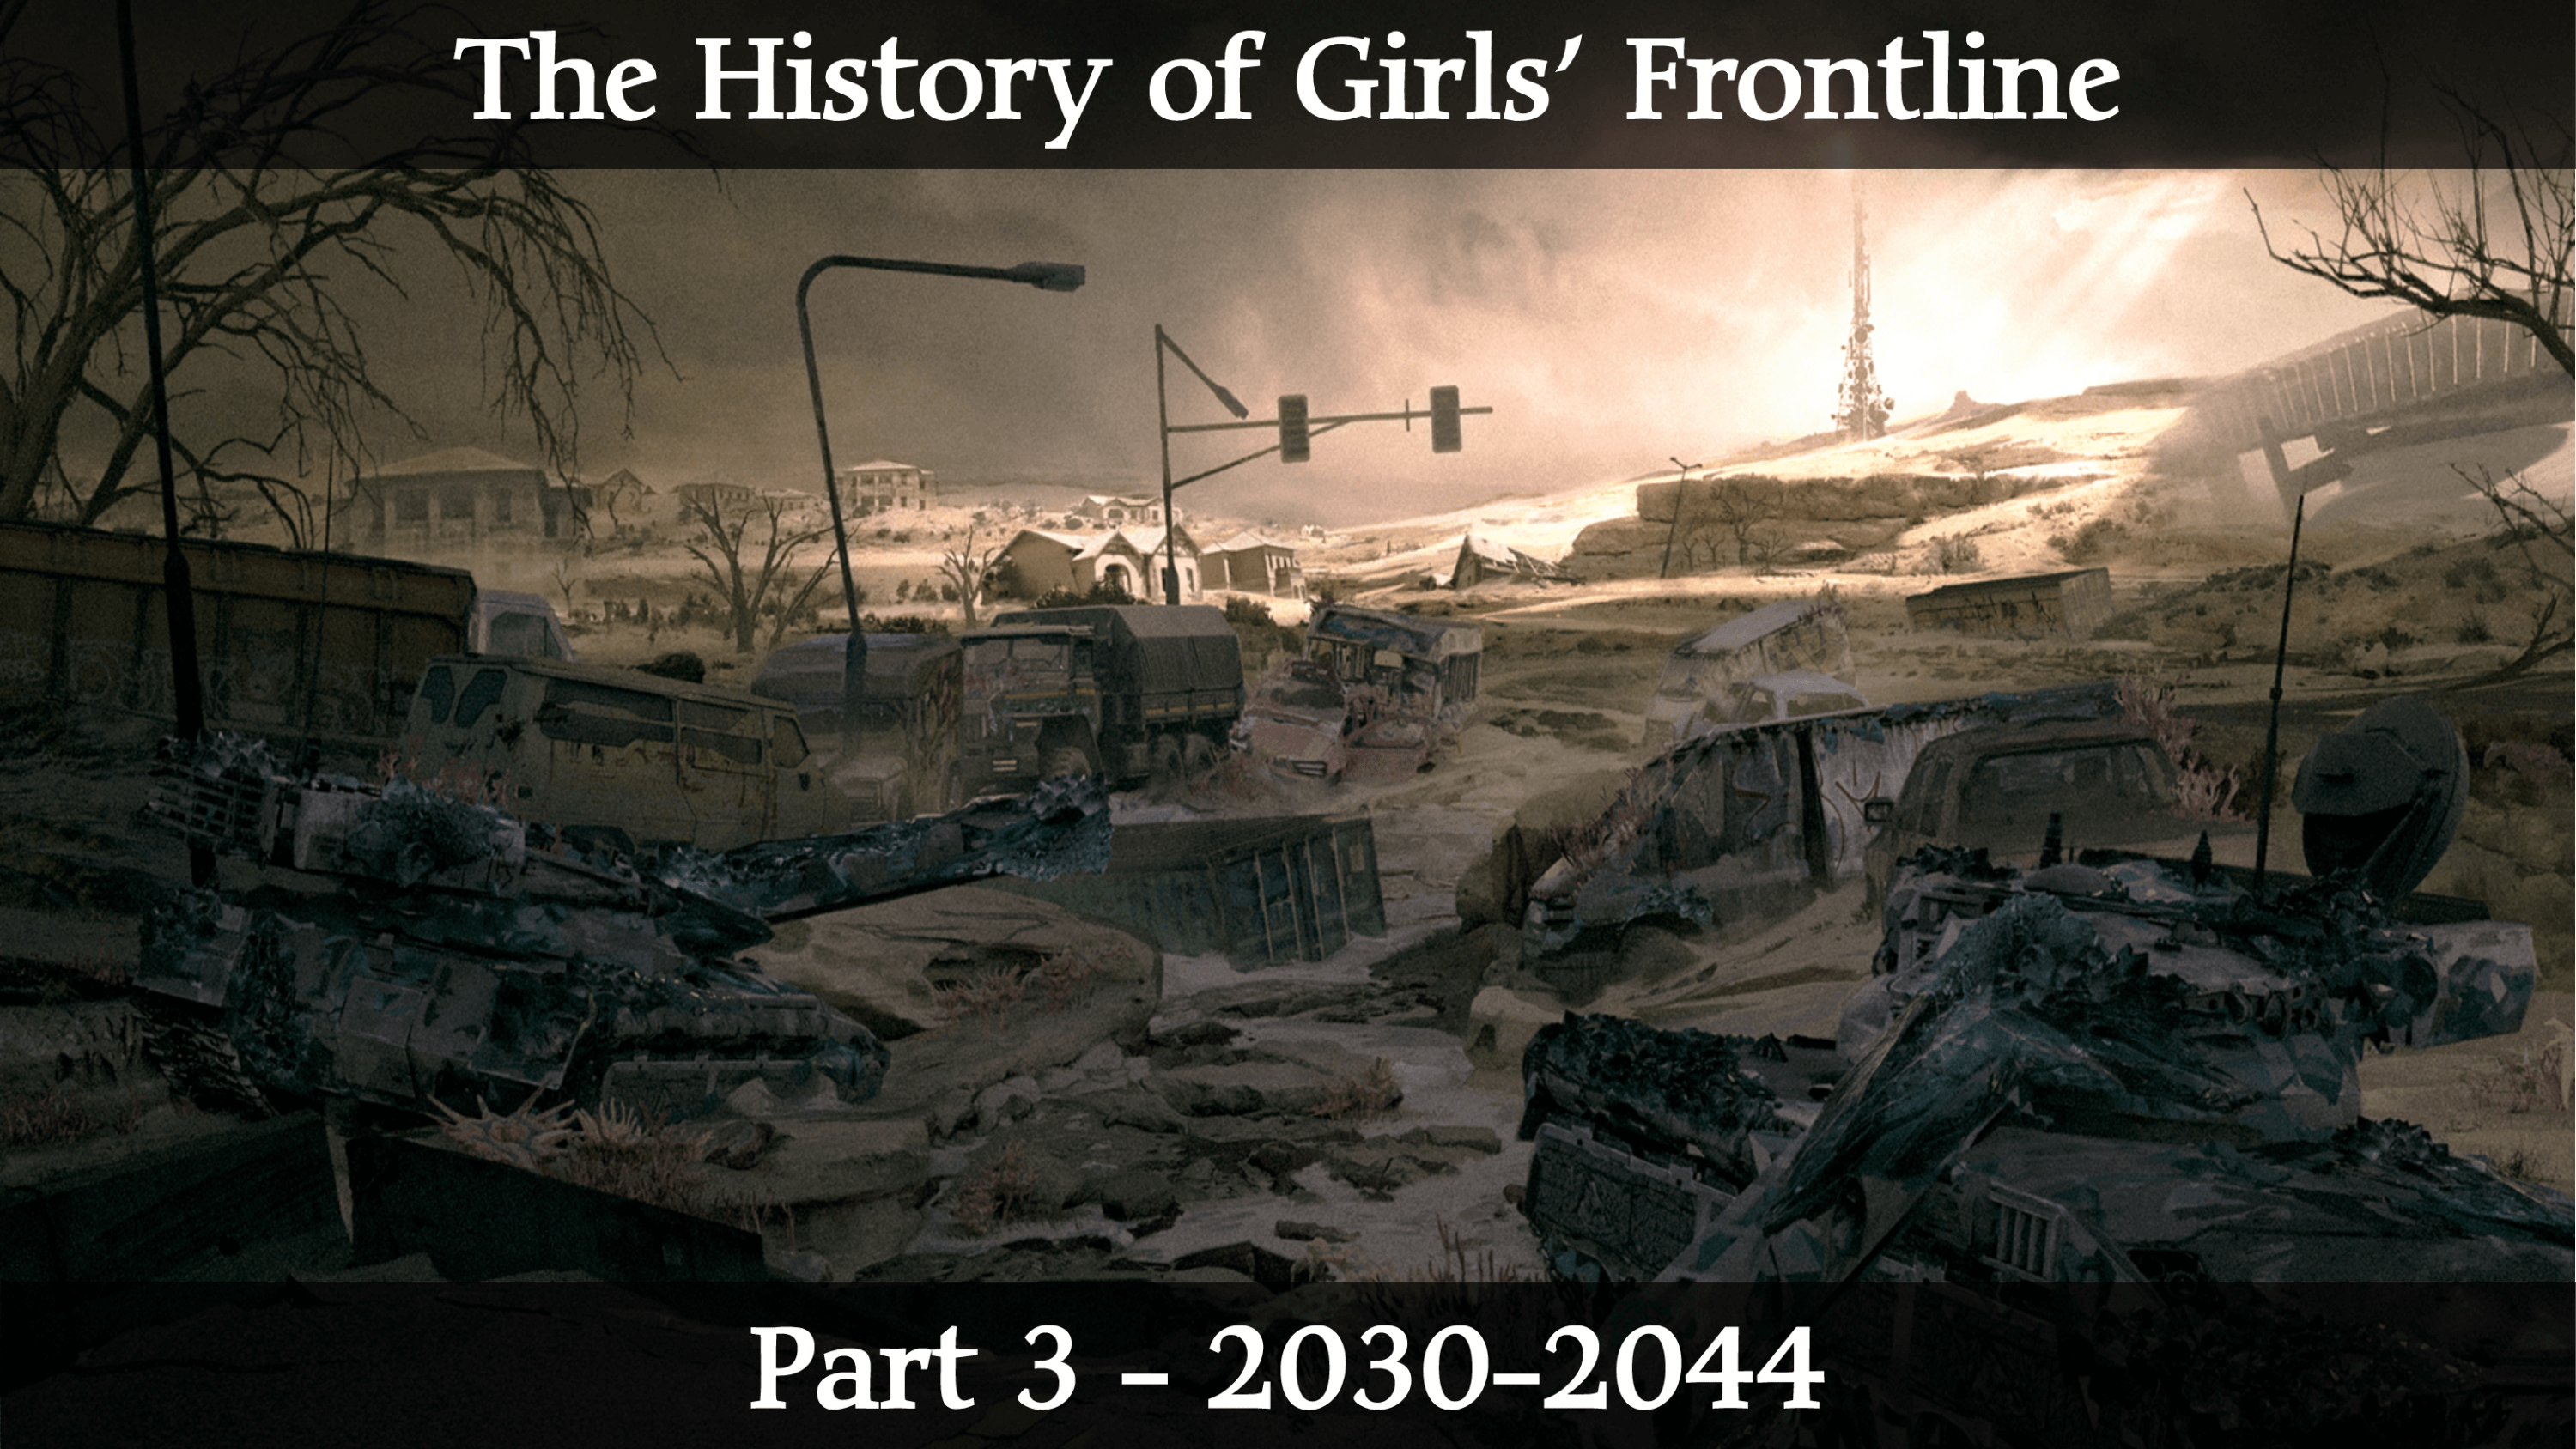 The History of Girls’ Frontline
Part 3 – 2030–2044